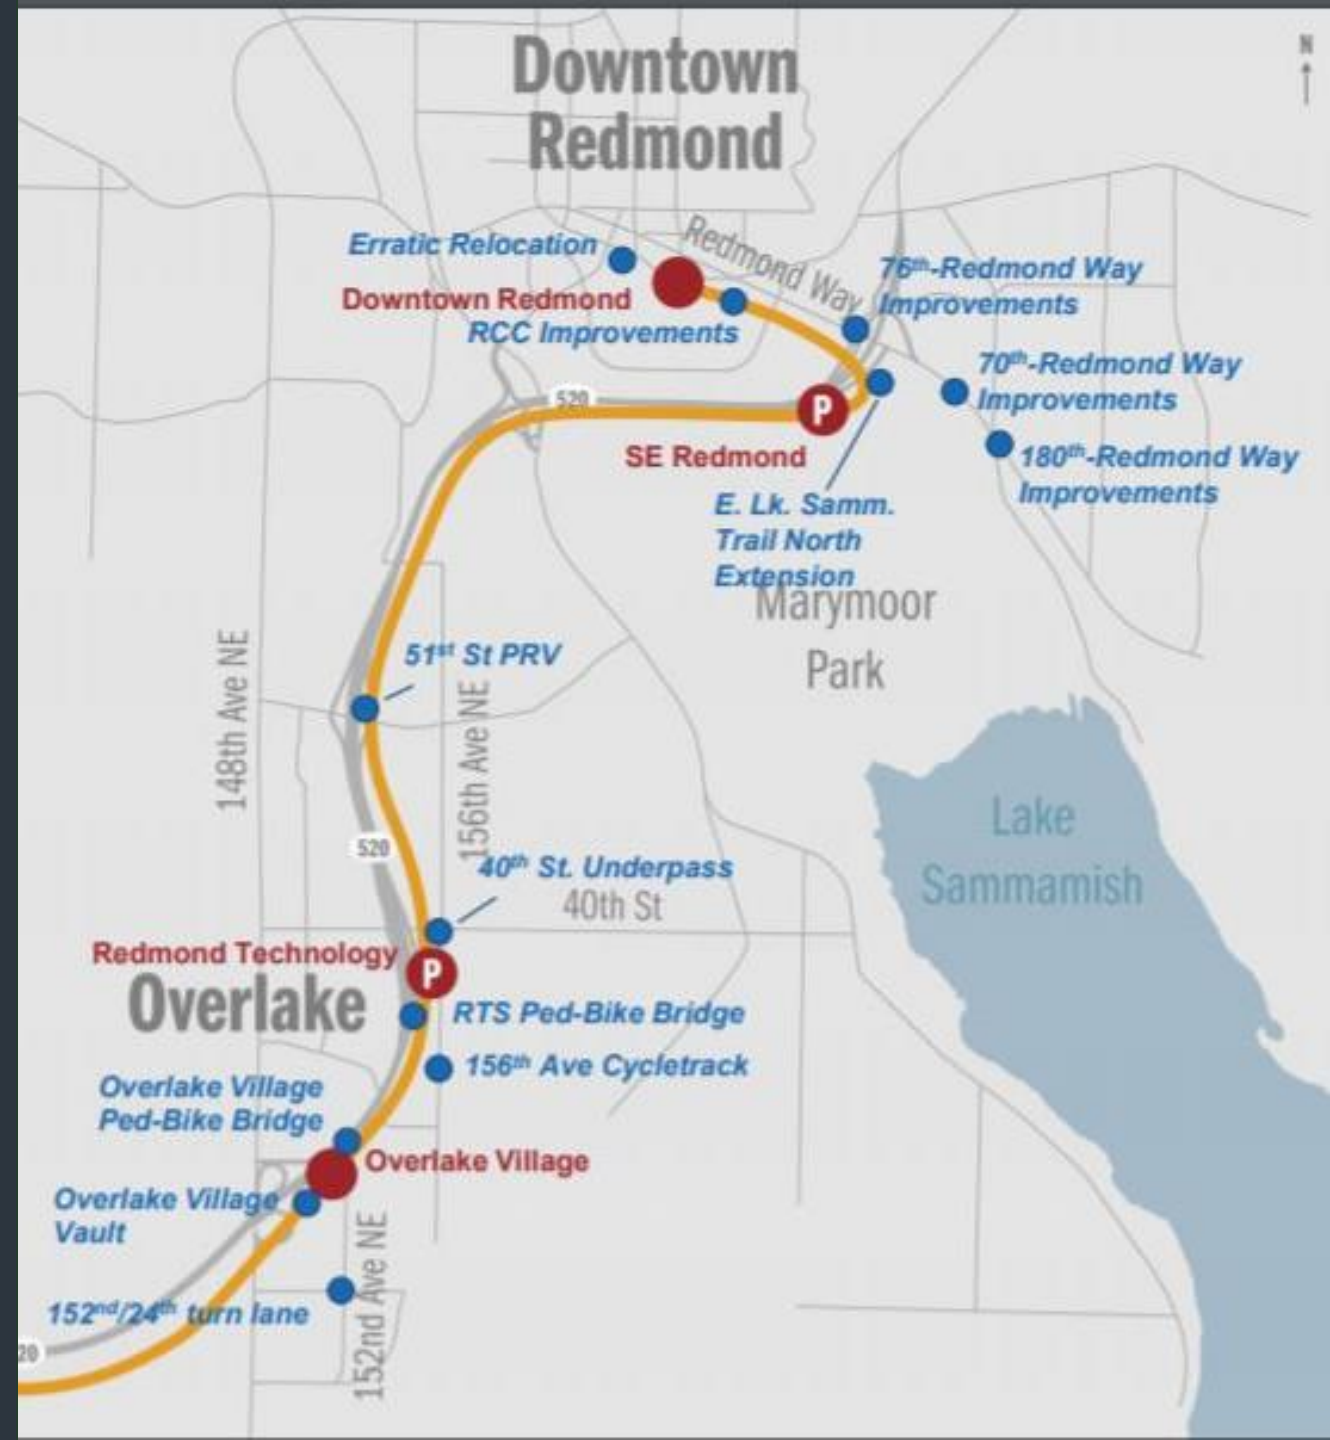 Downtown
Redmond
N
Redmond Way
Erratic Relocation
Downtown Redmond
RCC Improvements
76th-Redmond Way
Improvements
70th-Redmond Way
Improvements
520
P
SE Redmond
180th-Redmond Way
Improvements
E. Lk. Samm.
Trail North
Extension
Marymoor
Park
51st St PRV
148th Ave NE
156th Ave NE
Lake
Sammamish
520
40th St. Underpass
40th St
Redmond Technology
P
Overlake
RTS Ped-Bike Bridge
156th Ave Cycletrack
Overlake Village
Ped-Bike Bridge
Overlake Village
Overlake Village
Vault
152nd Ave NE
152nd/24th turn lane
20